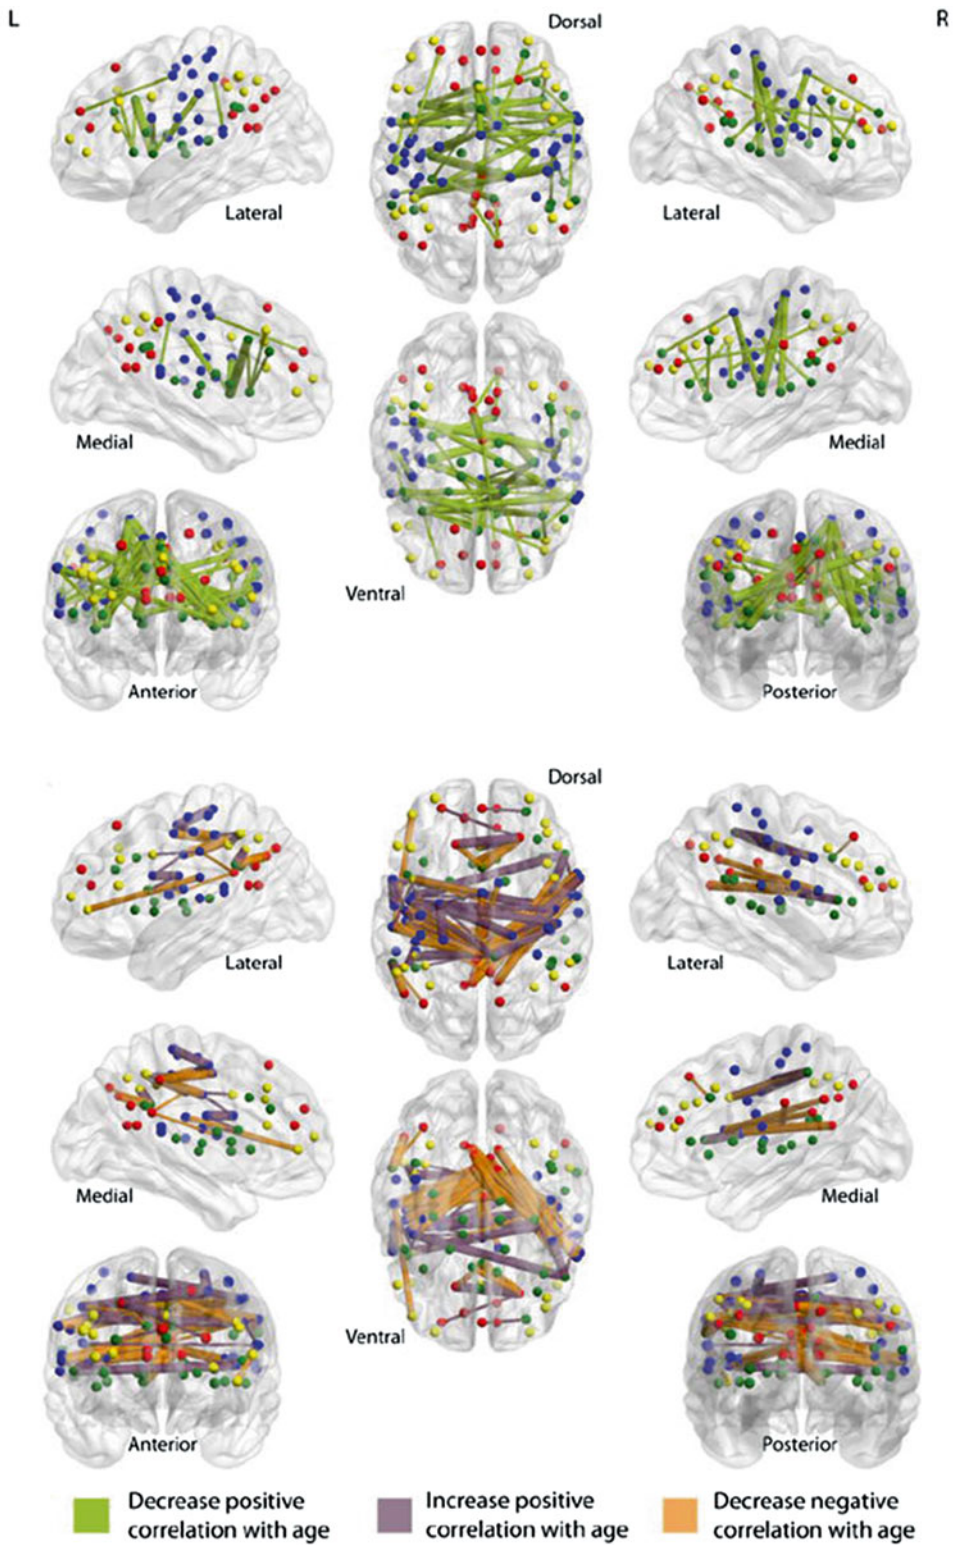 L
Dorsal
R
Lateral
Lateral
Medial
Medial
Ventral
Anterior
Posterior
Dorsal
Lateral
Lateral
Medial
Medial
Ventral
Anterior
Posterior
Decrease positive
correlation with age
Increase positive
correlation with age
Decrease negative
correlation with age